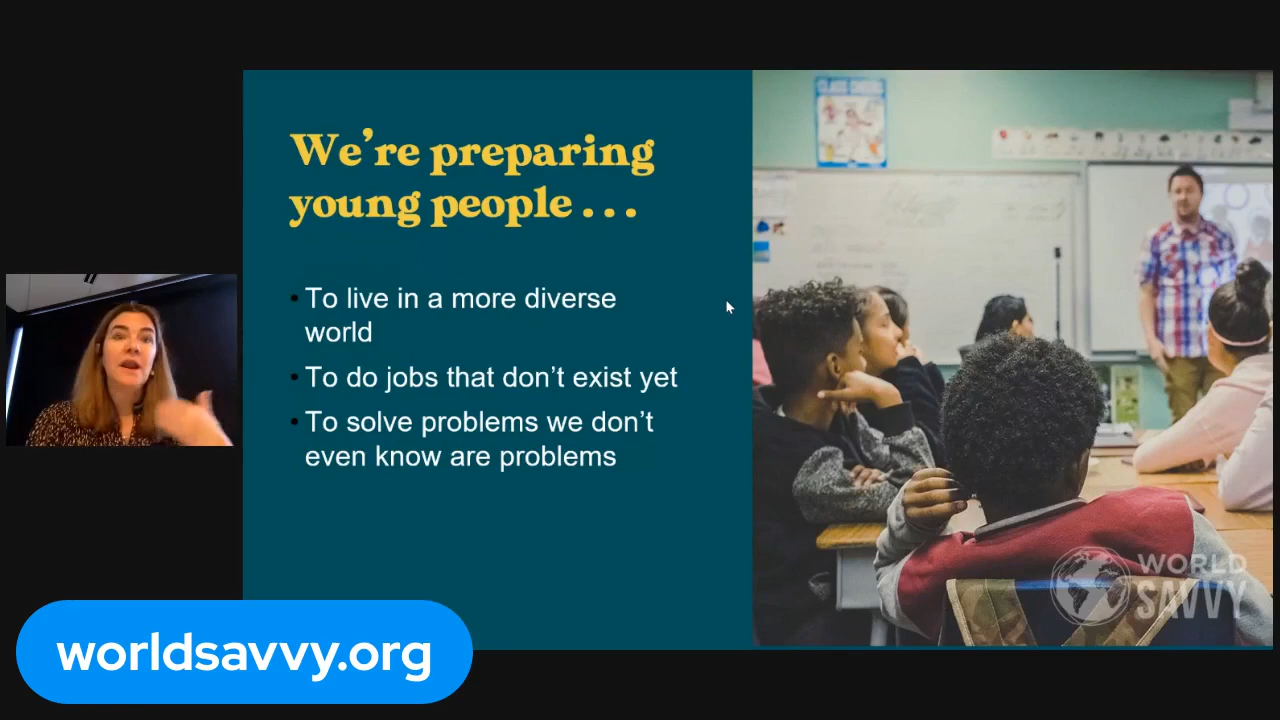 We're preparing
young people . . .
• To live in a more diverse
world
• To do jobs that don't exist yet
• To solve problems we don't
even know are problems
CLASS
WORLD
SAVVY
worldsavvy.org